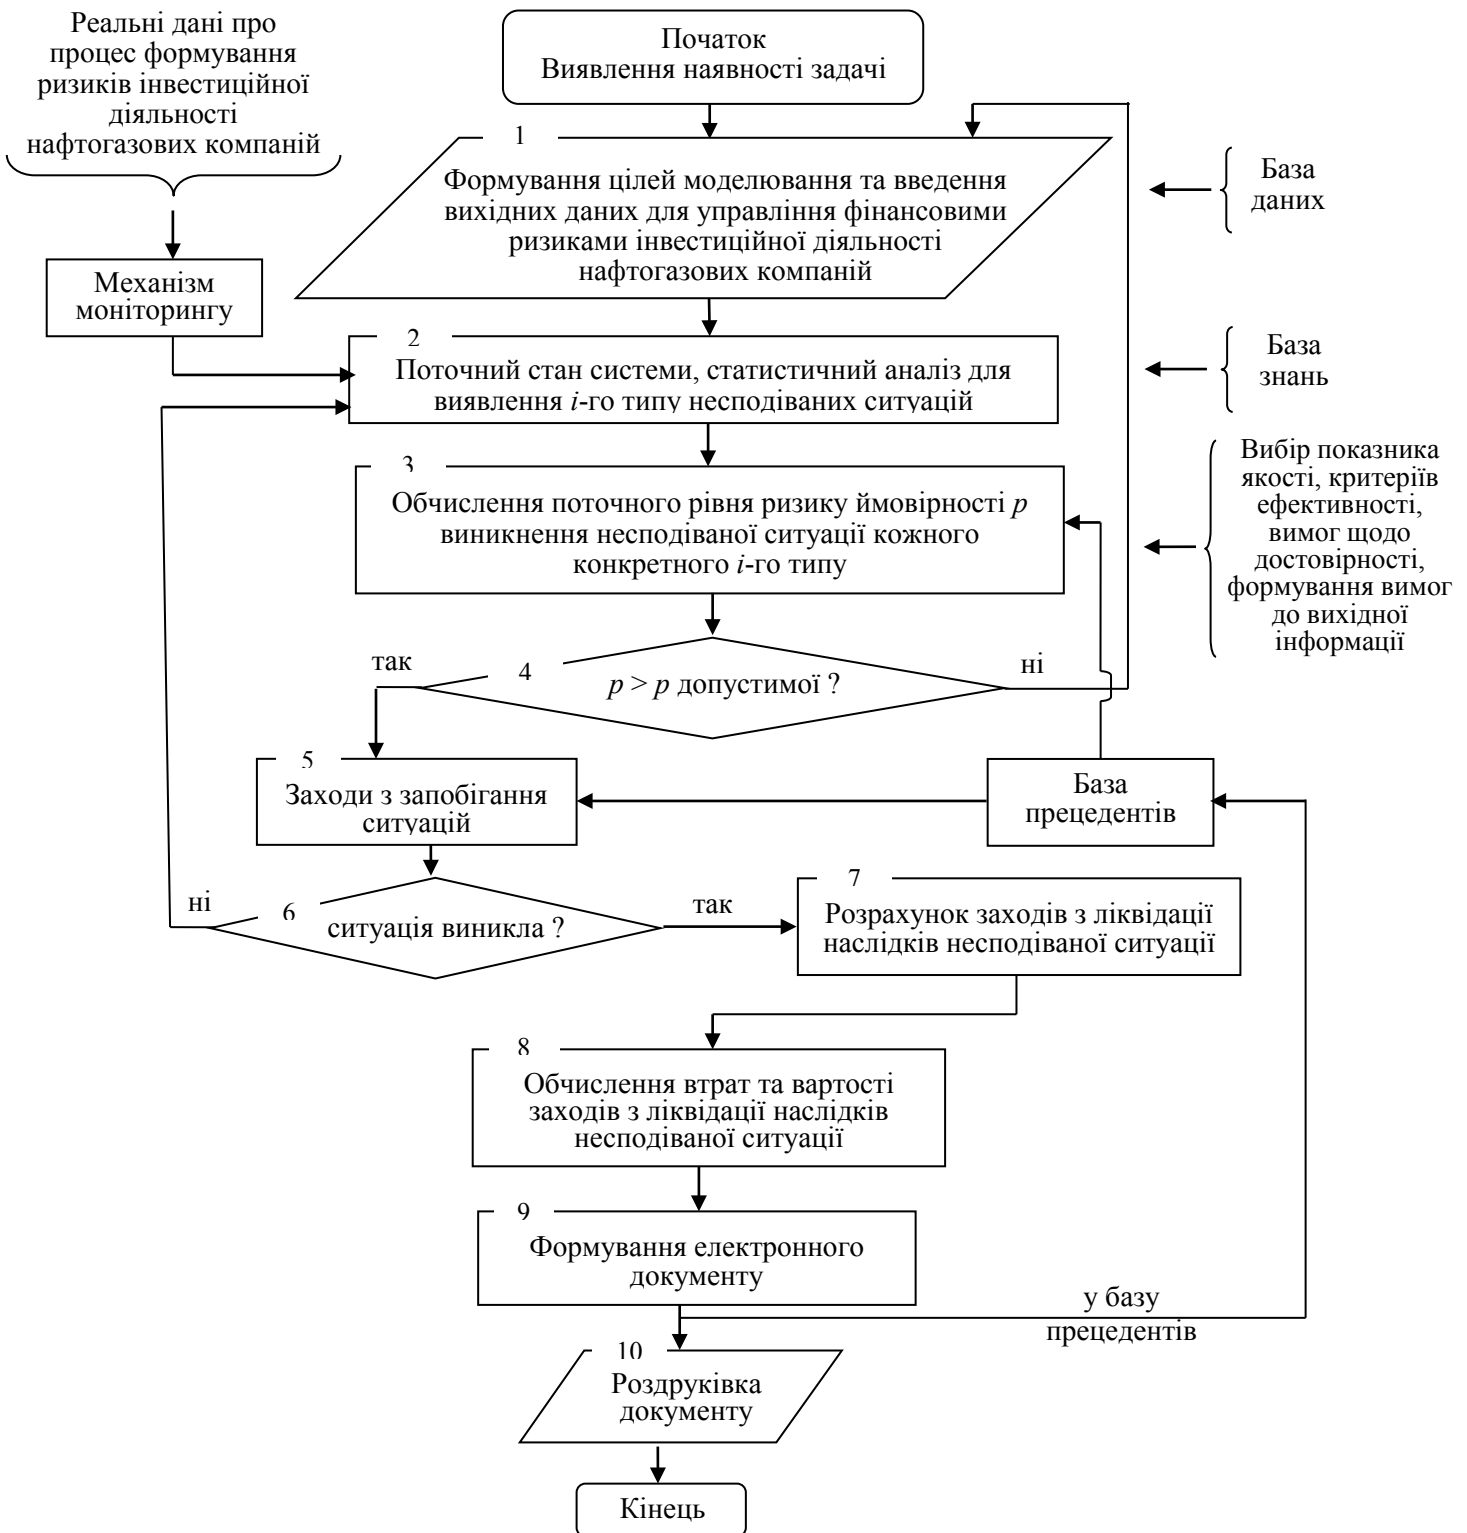 Реальні дані про
процес формування
ризиків інвестиційної
діяльності
нафтогазових компаній
Початок
Виявлення наявності задачі
1
Формування цілей моделювання та введення
вихідних даних для управління фінансовими
ризиками інвестиційної діяльності
нафтогазових компаній
База
даних
Механізм
моніторингу
2
Поточний стан системи, статистичний аналіз для
виявлення i-го типу несподіваних ситуацій
База
знань
3
Обчислення поточного рівня ризику ймовірності p
виникнення несподіваної ситуації кожного
конкретного i-го типу
Вибір показника
якості, критеріїв
ефективності,
вимог щодо
достовірності,
формування вимог
до вихідної
інформації
так
4
p > p допустимої ?
ні
5
Заходи з запобігання
ситуацій
База
прецедентів
ні
6
ситуація виникла ?
так
7
Розрахунок заходів з ліквідації
наслідків несподіваної ситуації
8
Обчислення втрат та вартості
заходів з ліквідації наслідків
несподіваної ситуації
9
Формування електронного
документу
у базу
прецедентів
10
Роздруківка
документу
Кінець